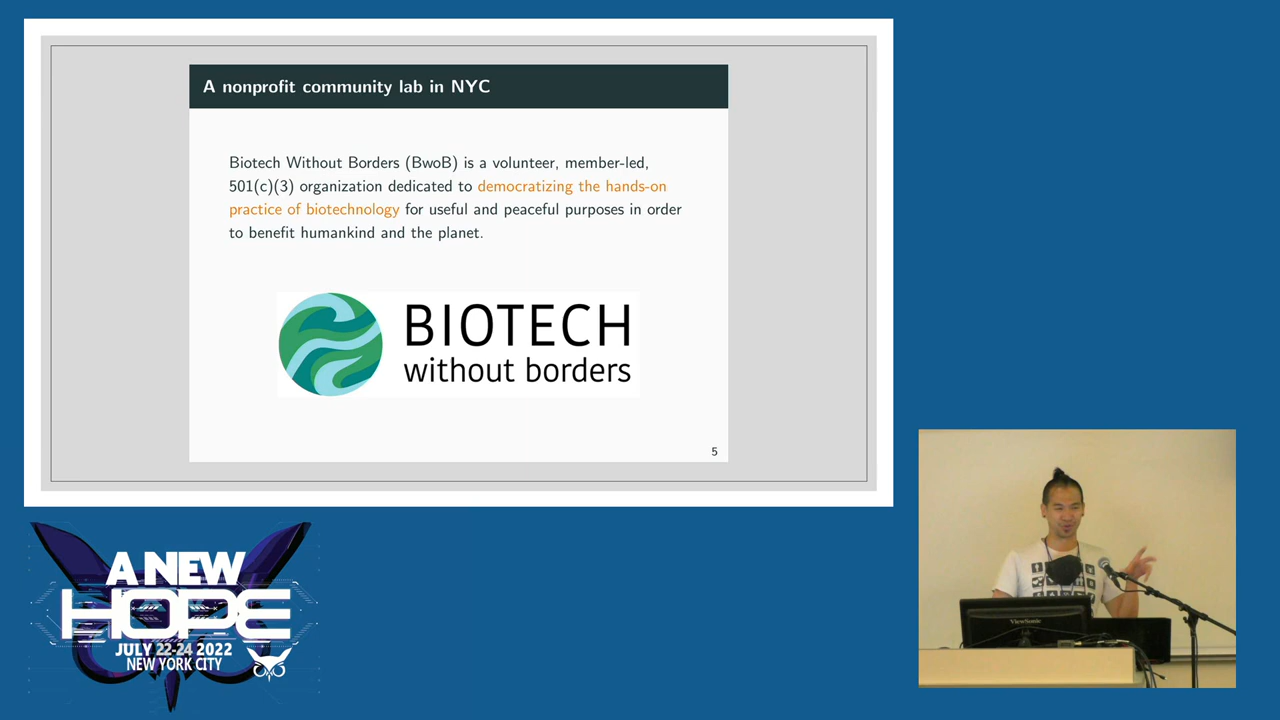 A nonprofit community lab in NYC
Biotech Without Borders (BwoB) is a volunteer, member-led,
501(c)(3) organization dedicated to democratizing the hands-on
practice of biotechnology for useful and peaceful purposes in order
to benefit humankind and the planet.
BIOTECH
without borders
5
A NEW
HOPE
JULY 22-24 2022
NEW YORK CITY
ViewSonic